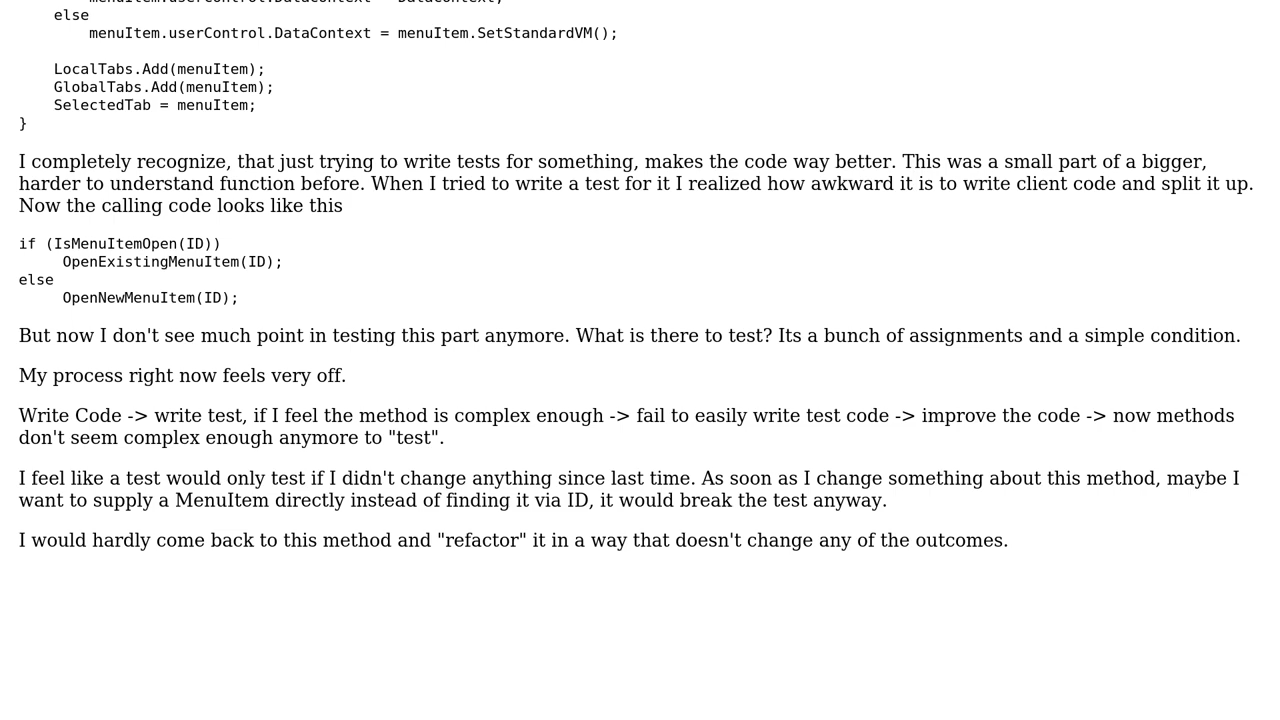 menuItem.userControl.DataContext = DataContext;
    else
        menuItem.userControl.DataContext = menuItem.SetStandardVM();
    LocalTabs.Add(menuItem);
    GlobalTabs.Add(menuItem);
    SelectedTab = menuItem;
}
I completely recognize, that just trying to write tests for something, makes the code way better. This was a small part of a bigger,
harder to understand function before. When I tried to write a test for it I realized how awkward it is to write client code and split it up.
Now the calling code looks like this
if (IsMenuItemOpen(ID))
     OpenExistingMenuItem(ID);
else
     OpenNewMenuItem(ID);
But now I don't see much point in testing this part anymore. What is there to test? Its a bunch of assignments and a simple condition.
My process right now feels very off.
Write Code -> write test, if I feel the method is complex enough -> fail to easily write test code -> improve the code -> now methods
don't seem complex enough anymore to "test".
I feel like a test would only test if I didn't change anything since last time. As soon as I change something about this method, maybe I
want to supply a MenuItem directly instead of finding it via ID, it would break the test anyway.
I would hardly come back to this method and "refactor" it in a way that doesn't change any of the outcomes.